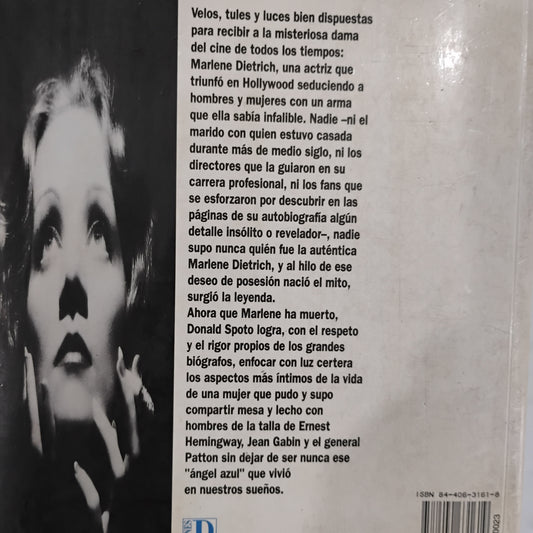 Velos, tules y luces bien dispuestas
para recibir a la misteriosa dama
del cine de todos los tiempos:
Marlene Dietrich, una actriz que
triunfó en Hollywood seduciendo a
hombres y mujeres con un arma
que ella sabía infalible. Nadie –ni el
marido con quien estuvo casada
durante más de medio siglo, ni los
directores que la guiaron en su
carrera profesional, ni los fans que
se esforzaron por descubrir en las
páginas de su autobiografía algún
detalle insólito o revelador–, nadie
supo nunca quién fue la auténtica
Marlene Dietrich, y al hilo de ese
deseo de posesión nació el mito,
surgió la leyenda.
Ahora que Marlene ha muerto,
Donald Spoto logra, con el respeto
y el rigor propios de los grandes
biógrafos, enfocar con luz certera
los aspectos más íntimos de la vida
de una mujer que pudo y supo
compartir mesa y lecho con
hombres de la talla de Ernest
Hemingway, Jean Gabin y el general
Patton sin dejar de ser nunca ese
"ángel azul" que vivió
en nuestros sueños.
ISBN 84-406-3161-8